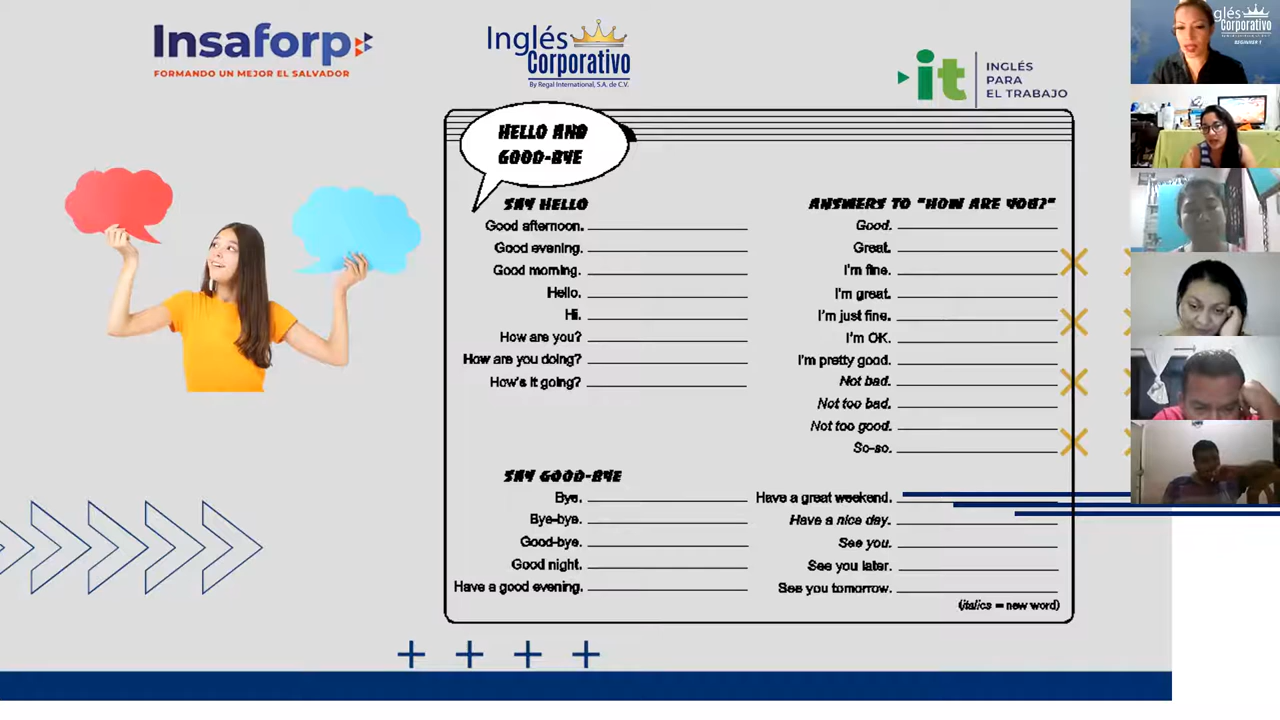 Insaforp
FORMANDO UN MEJOR EL SALVADOR
Inglés
Corporativo
By Regal International, S.A. de C.V.
it
INGLÉS
PARA
EL TRABAJO
HELLO AND
GOOD-BYE
SAY HELLO
Good afternoon.
Good evening.
Good morning.
Hello.
Hi.
How are you?
How are you doing?
How's it going?
ANSWERS TO "HOW ARE YOU?"
Good.
Great.
I'm fine.
I'm great.
I'm just fine.
I'm OK.
I'm pretty good.
Not bad.
Not too bad.
Not too good.
So-so.
SAY GOOD-BYE
Bye.
Bye-bye.
Good-bye.
Good night.
Have a good evening.
Have a great weekend.
Have a nice day.
See you.
See you later.
See you tomorrow.
(italics = new word)
glés
Corporativo
BEGINNER 1